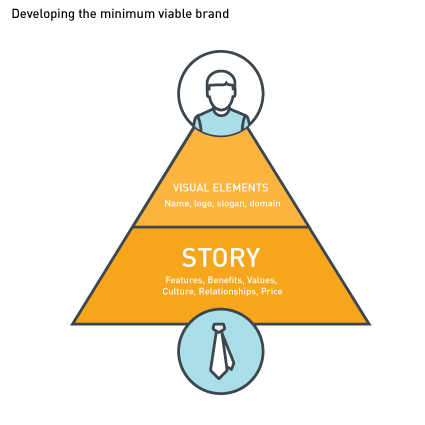 Developing the minimum viable brand
VISUAL ELEMENTS
Name, logo, slogan, domain
STORY
Features, Benefits, Values,
Culture, Relationships, Price